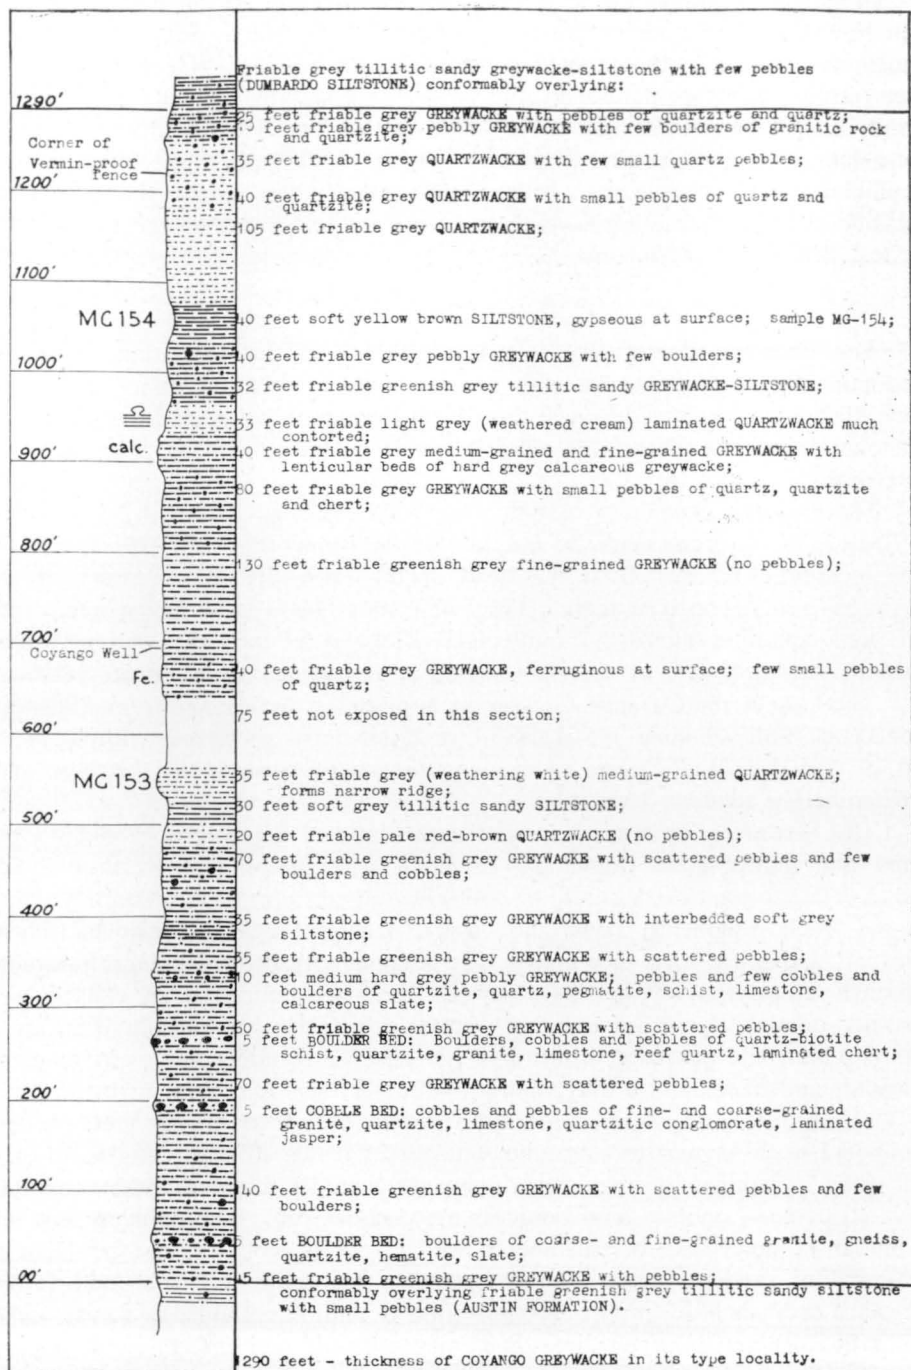 Friable grey tillitic sandy greywacke-siltstone with few pebbles
(DUMBARDO SILTSTONE) conformably overlying:
1290'
25 feet friable grey GREYWACKE with pebbles of quartzite and quartz;
feet friable grey pebbly GREYWACKE with few boulders of granitic rock
and quartzite;
Corner of
Vermin-proof
fence
35 feet friable grey QUARTZWACKE with few small quartz pebbles;
1200'
40 feet friable grey QUARTZWACKE with small pebbles of quartz and
quartzite;
105 feet friable grey QUARTZWACKE;
1100'
MG 154
40 feet soft yellow brown SILTSTONE, gypseous at surface; sample MG-154;
40 feet friable grey pebbly GREYWACKE with few boulders;
1000'
32 feet friable greenish grey tillitic sandy GREYWACKE-SILTSTONE;
33 feet friable light grey (weathered cream) laminated QUARTZWACKE much
contorted;
calc.
40 feet friable grey medium-grained and fine-grained GREYWACKE with
lenticular beds of hard grey calcareous greywacke;
900'
80 feet friable grey GREYWACKE with small pebbles of quartz, quartzite
and chert;
800'
130 feet friable greenish grey fine-grained GREYWACKE (no pebbles);
700'
Coyango Well
Fe.
40 feet friable grey GREYWACKE, ferruginous at surface; few small pebbles
of quartz;
75 feet not exposed in this section;
600'
MG 153
35 feet friable grey (weathering white) medium-grained QUARTZWACKE;
forms narrow ridge;
30 feet soft grey tillitic sandy SILTSTONE;
500'
20 feet friable pale red-brown QUARTZWACKE (no pebbles);
70 feet friable greenish grey GREYWACKE with scattered pebbles and few
boulders and cobbles;
400'
35 feet friable greenish grey GREYWACKE with interbedded soft grey
siltstone;
35 feet friable greenish grey GREYWACKE with scattered pebbles;
10 feet medium hard grey pebbly GREYWACKE; pebbles and few cobbles and
boulders of quartzite, quartz, pegmatite, schist, limestone,
calcareous slate;
300'
60 feet friable greenish grey GREYWACKE with scattered pebbles;
5 feet BOULDER BED: Boulders, cobbles and pebbles of quartz-biotite
schist, quartzite, granite, limestone, reef quartz, laminated chert;
70 feet friable grey GREYWACKE with scattered pebbles;
200'
5 feet COBBLE BED: cobbles and pebbles of fine- and coarse-grained
granite, quartzite, limestone, quartzitic conglomorate, laminated
jasper;
100'
140 feet friable greenish grey GREYWACKE with scattered pebbles and few
boulders;
5 feet BOULDER BED: boulders of coarse- and fine-grained granite, gneiss,
quartzite, hematite, slate;
00'
45 feet friable greenish grey GREYWACKE with pebbles;
conformably overlying friable greenish grey tillitic sandy siltstone
with small pebbles (AUSTIN FORMATION).
1290 feet - thickness of COYANGO GREYWACKE in its type locality.